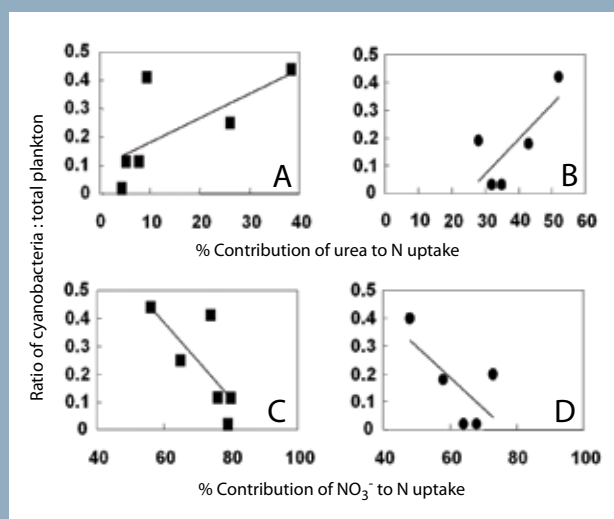 Ratio of cyanobacteria : total plankton
0.5
0.4
0.3
0.2
0.1
0
0 10 20 30 40
A
0.5
0.4
0.3
0.2
0.1
0
0 10 20 30 40 50 60
B
% Contribution of urea to N uptake
0.5
0.4
0.3
0.2
0.1
0
40 60 80 100
C
0.5
0.4
0.3
0.2
0.1
0
40 60 80 100
D
% Contribution of NO₃⁻ to N uptake